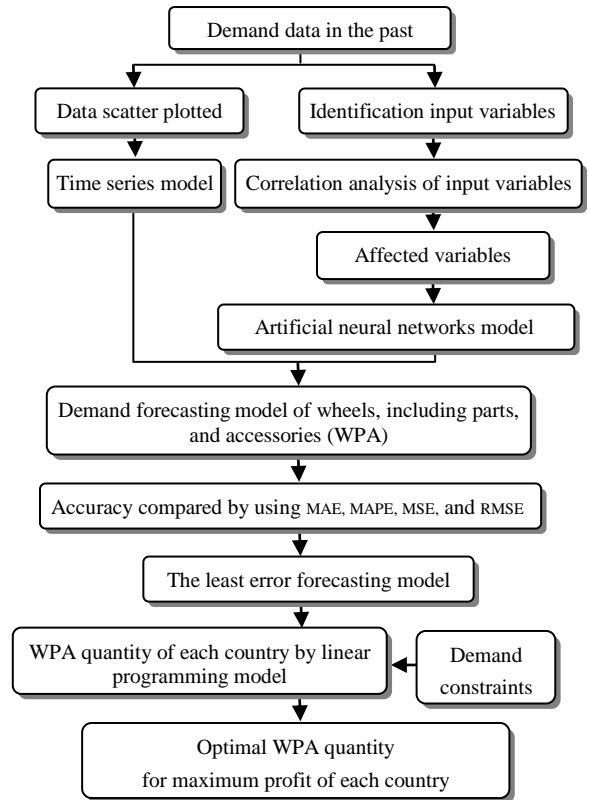 Demand data in the past
Data scatter plotted
Identification input variables
Time series model
Correlation analysis of input variables
Affected variables
Artificial neural networks model
Demand forecasting model of wheels, including parts,
and accessories (WPA)
Accuracy compared by using MAE, MAPE, MSE, and RMSE
The least error forecasting model
WPA quantity of each country by linear
programming model
Demand
constraints
Optimal WPA quantity
for maximum profit of each country